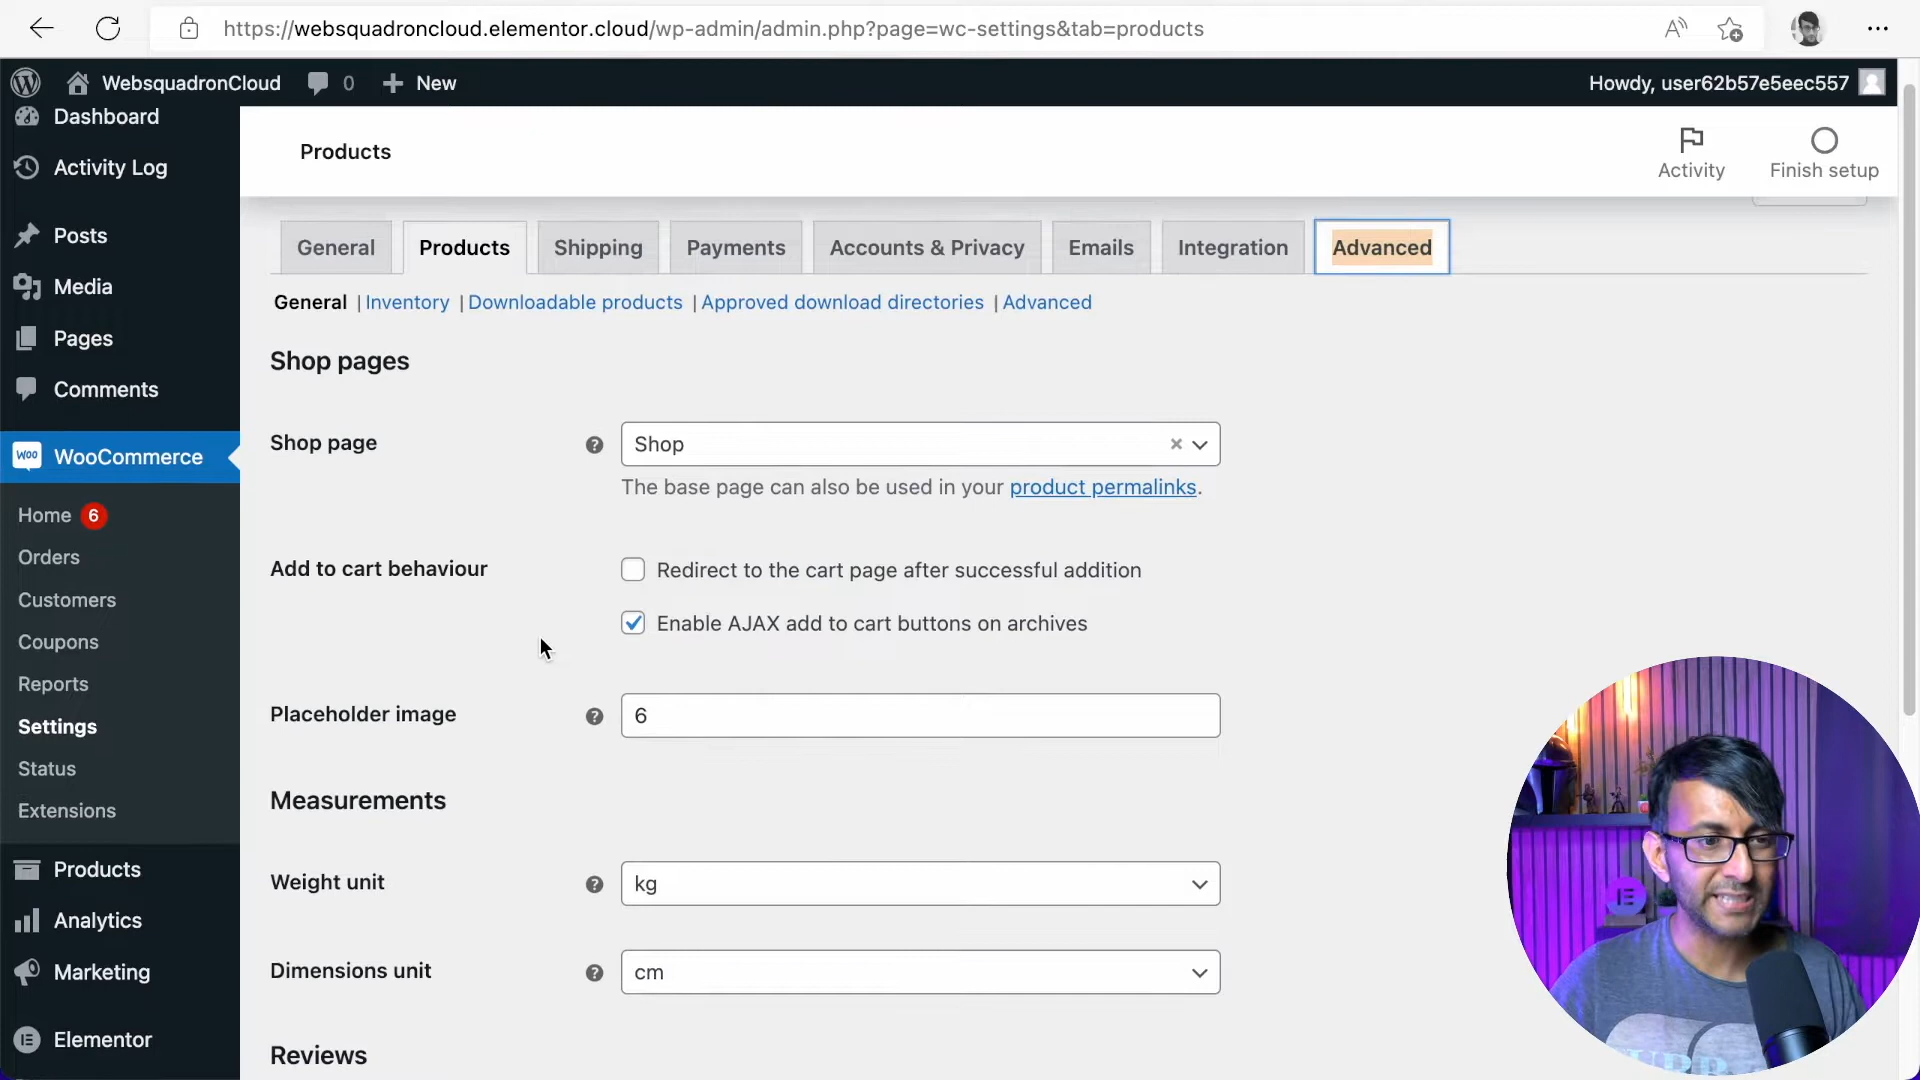 https://websquadroncloud.elementor.cloud/wp-admin/admin.php?page=wc-settings&tab=products
WebsquadronCloud 0 New Howdy, user62b57e5eec557
Dashboard
Activity Log
Posts
Media
Pages
Comments
WooCommerce
Home 6
Orders
Customers
Coupons
Reports
Settings
Status
Extensions
Products
Analytics
Marketing
Elementor
Products
Activity
Finish setup
General Products Shipping Payments Accounts & Privacy Emails Integration Advanced
General | Inventory | Downloadable products | Approved download directories | Advanced
Shop pages
Shop page Shop
The base page can also be used in your product permalinks.
Add to cart behaviour Redirect to the cart page after successful addition
Enable AJAX add to cart buttons on archives
Placeholder image 6
Measurements
Weight unit kg
Dimensions unit cm
Reviews